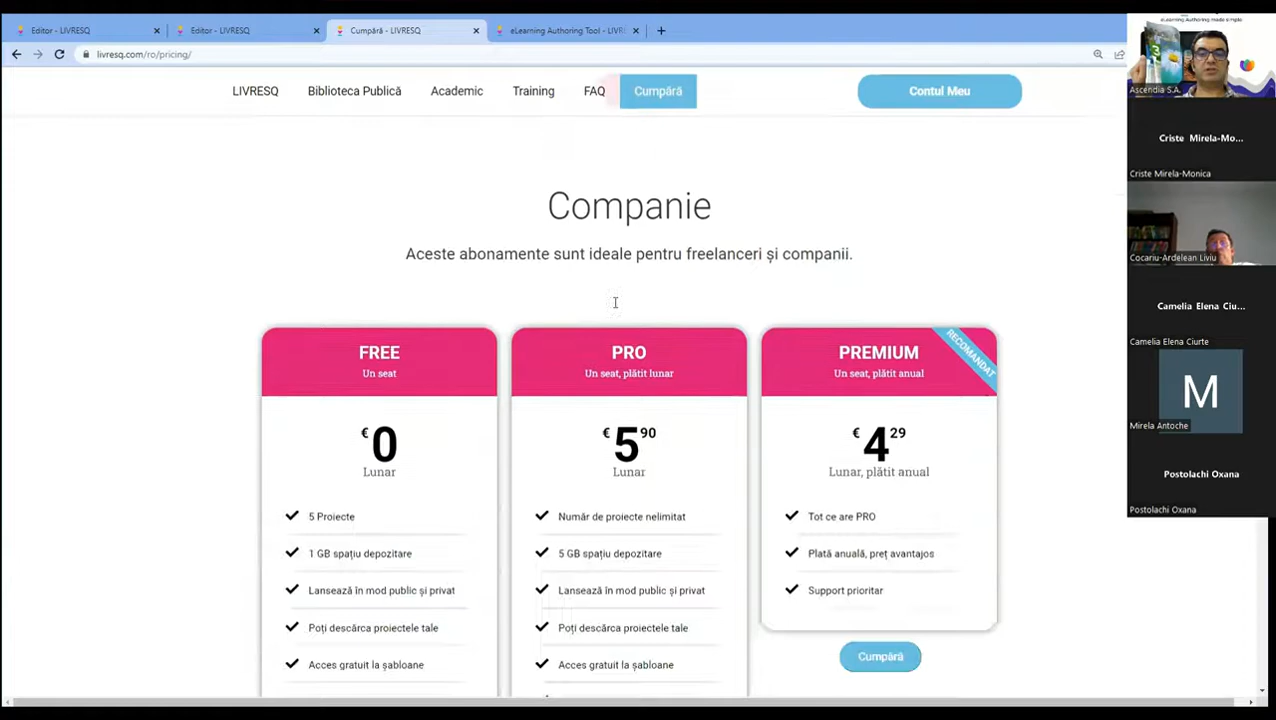 Editor - LIVRESQ
Editor - LIVRESQ
Cumpără - LIVRESQ
eLearning Authoring Tool - LIVR
livresq.com/ro/pricing/
LIVRESQ
Biblioteca Publică
Academic
Training
FAQ
Cumpără
Contul Meu
Companie
Aceste abonamente sunt ideale pentru freelanceri și companii.
FREE
Un seat
€ 0
Lunar
5 Proiecte
1 GB spațiu depozitare
Lansează în mod public și privat
Poți descărca proiectele tale
Acces gratuit la șabloane
PRO
Un seat, plătit lunar
€ 5 90
Lunar
Număr de proiecte nelimitat
5 GB spațiu depozitare
Lansează în mod public și privat
Poți descărca proiectele tale
Acces gratuit la șabloane
PREMIUM
Un seat, plătit anual
RECOMANDAT
€ 4 29
Lunar, plătit anual
Tot ce are PRO
Plată anuală, preț avantajos
Support prioritar
Cumpără
eLearning Authoring made simple
3
Ascendia S.A.
Criste Mirela-Mo...
Criste Mirela-Monica
Cocariu-Ardelean Liviu
Camelia Elena Ciu...
Camelia Elena Ciurte
M
Mirela Antoche
Postolachi Oxana
Postolachi Oxana